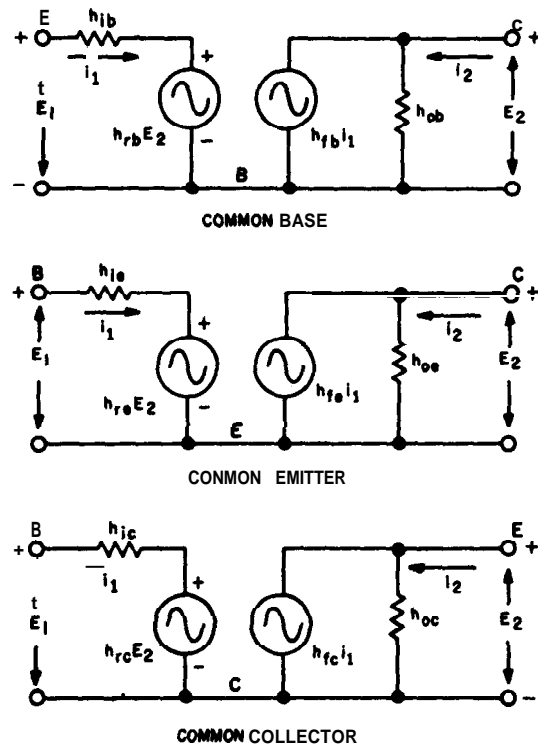 E h_ib C
+ + +
i_1 i_2
t
E_1 h_rb E_2 h_fb i_1 h_ob E_2
−
− B
COMMON BASE
B h_ie C
+ + +
i_1 i_2
E_1 h_re E_2 h_fe i_1 h_oe E_2
−
E
CONMON EMITTER
B h_ic E
+ + +
i_1 i_2
t
E_1 h_rc E_2 h_fc i_1 h_oc E_2
−
C −
COMMON COLLECTOR